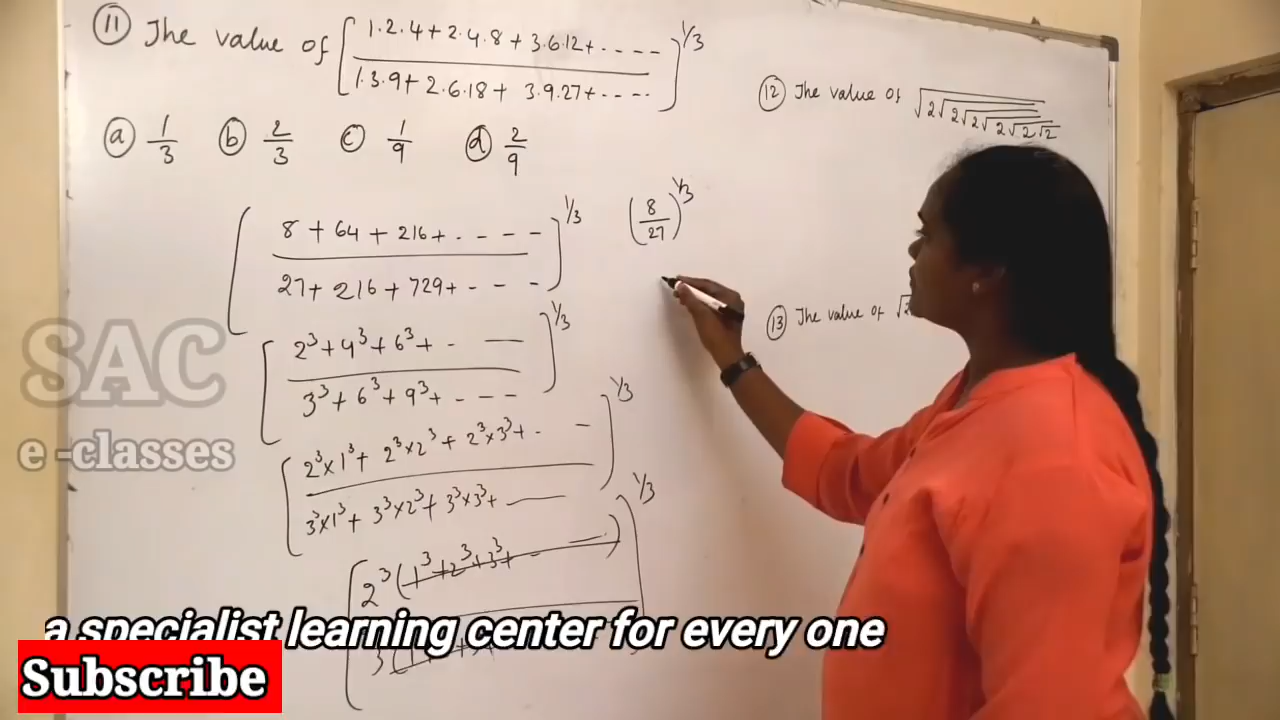 ⑪ The value of [1.2.4+2.4.8+3.6.12+----/1.3.9+2.6.18+3.9.27+----]^1/3
ⓐ 1/3 ⓑ 2/3 ⓒ 1/9 ⓓ 2/9
[8+64+216+----/27+216+729+---]^1/3
(8/27)^1/3
[2³+4³+6³+- —/3³+6³+9³+---]^1/3
[2³×1³+2³×2³+2³×3³+- -/3³×1³+3³×2³+3³×3³+—]^1/3
[2³(1³+2³+3³+- —)/3
]^1/3
⑫ The value of √2√2√2√2√2√2
⑬ The value of
SAC
e-classes
a specialist learning center for every one
Subscribe